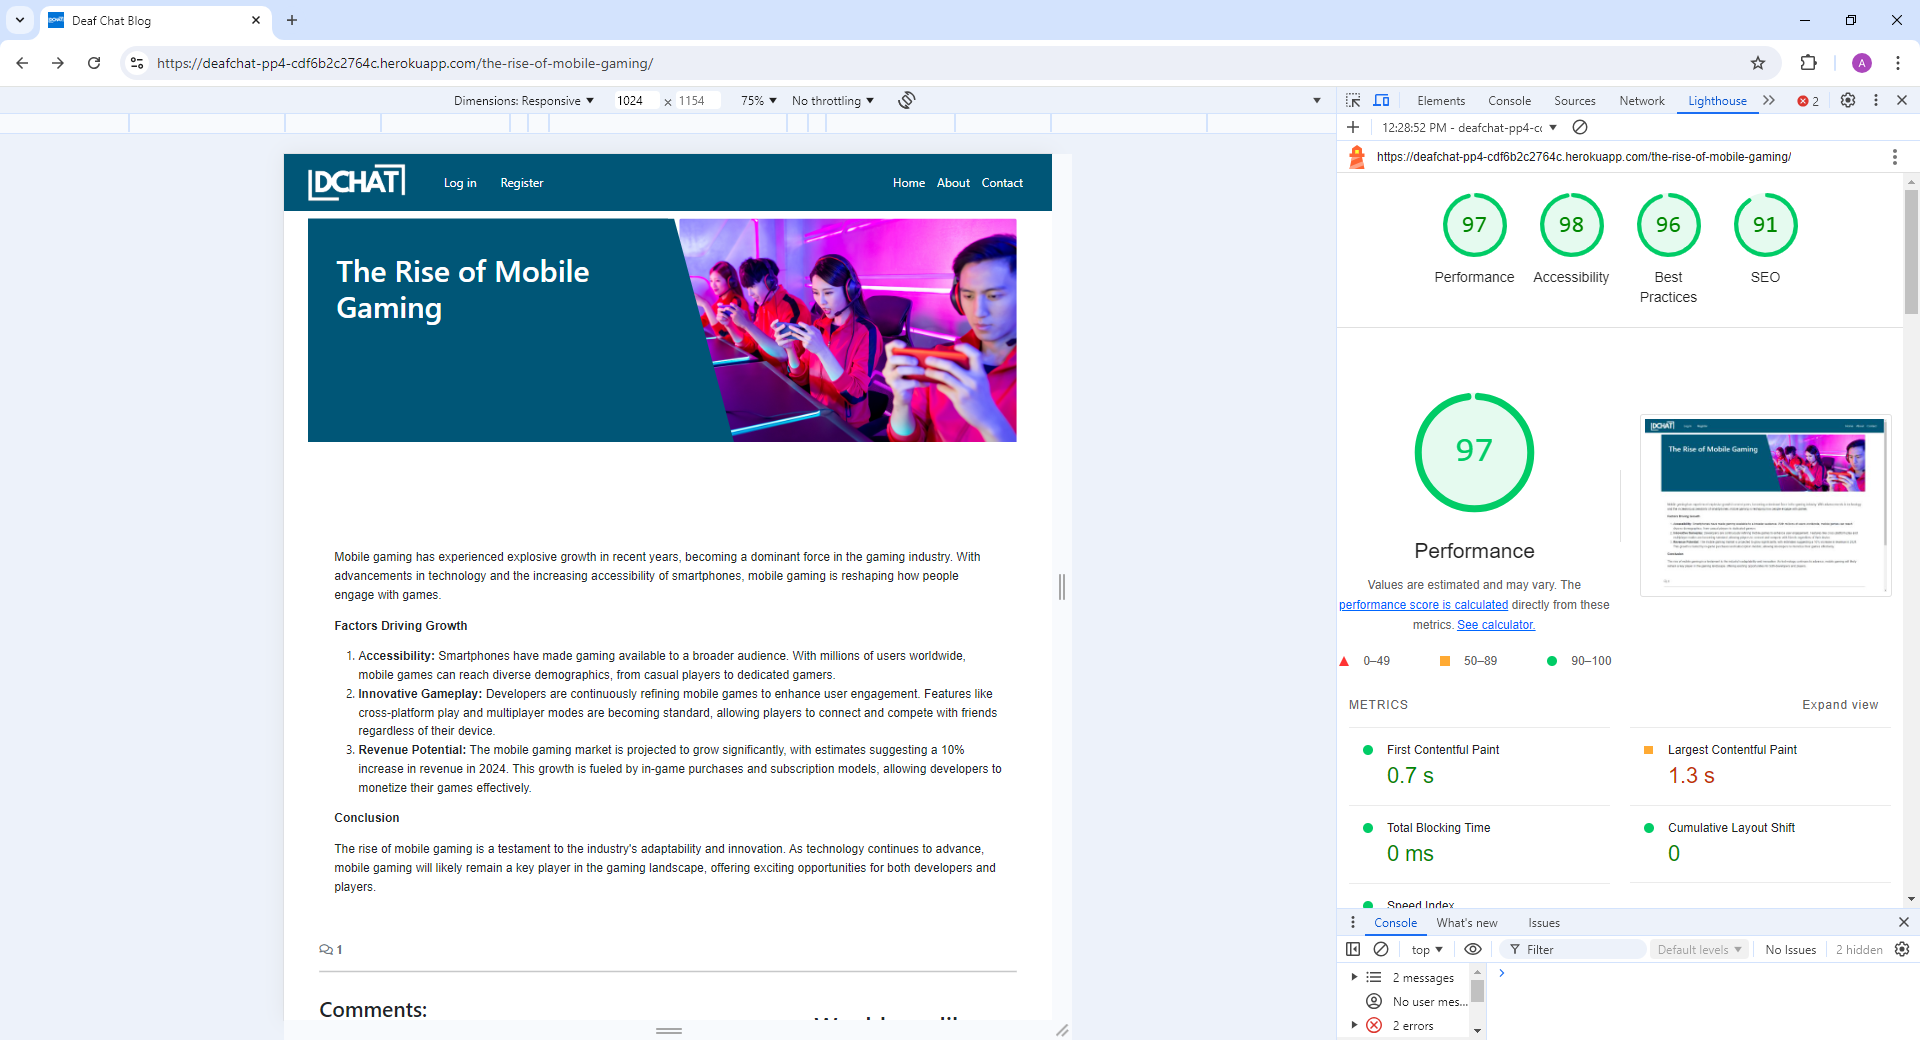 Deaf Chat Blog
https://deafchat-pp4-cdf6b2c2764c.herokuapp.com/the-rise-of-mobile-gaming/
A
Dimensions: Responsive
1024 × 1154
75%
No throttling
DCHAT
Log in
Register
Home
About
Contact
The Rise of Mobile
Gaming
Mobile gaming has experienced explosive growth in recent years, becoming a dominant force in the gaming industry. With
advancements in technology and the increasing accessibility of smartphones, mobile gaming is reshaping how people
engage with games.
Factors Driving Growth
1. Accessibility: Smartphones have made gaming available to a broader audience. With millions of users worldwide,
mobile games can reach diverse demographics, from casual players to dedicated gamers.
2. Innovative Gameplay: Developers are continuously refining mobile games to enhance user engagement. Features like
cross-platform play and multiplayer modes are becoming standard, allowing players to connect and compete with friends
regardless of their device.
3. Revenue Potential: The mobile gaming market is projected to grow significantly, with estimates suggesting a 10%
increase in revenue in 2024. This growth is fueled by in-game purchases and subscription models, allowing developers to
monetize their games effectively.
Conclusion
The rise of mobile gaming is a testament to the industry's adaptability and innovation. As technology continues to advance,
mobile gaming will likely remain a key player in the gaming landscape, offering exciting opportunities for both developers and
players.
1
Comments:
Elements
Console
Sources
Network
Lighthouse
2
12:28:52 PM - deafchat-pp4-c
https://deafchat-pp4-cdf6b2c2764c.herokuapp.com/the-rise-of-mobile-gaming/
97
98
96
91
Performance
Accessibility
Best
Practices
SEO
97
Performance
Values are estimated and may vary. The
performance score is calculated directly from these
metrics. See calculator.
0–49
50–89
90–100
DCHAT
The Rise of Mobile Gaming
METRICS
Expand view
First Contentful Paint
0.7 s
Largest Contentful Paint
1.3 s
Total Blocking Time
0 ms
Cumulative Layout Shift
0
Speed Index
Console
What's new
Issues
top
Filter
Default levels
No Issues
2 hidden
2 messages
No user mes...
2 errors